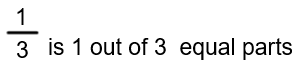 1/3 is 1 out of 3 equal parts